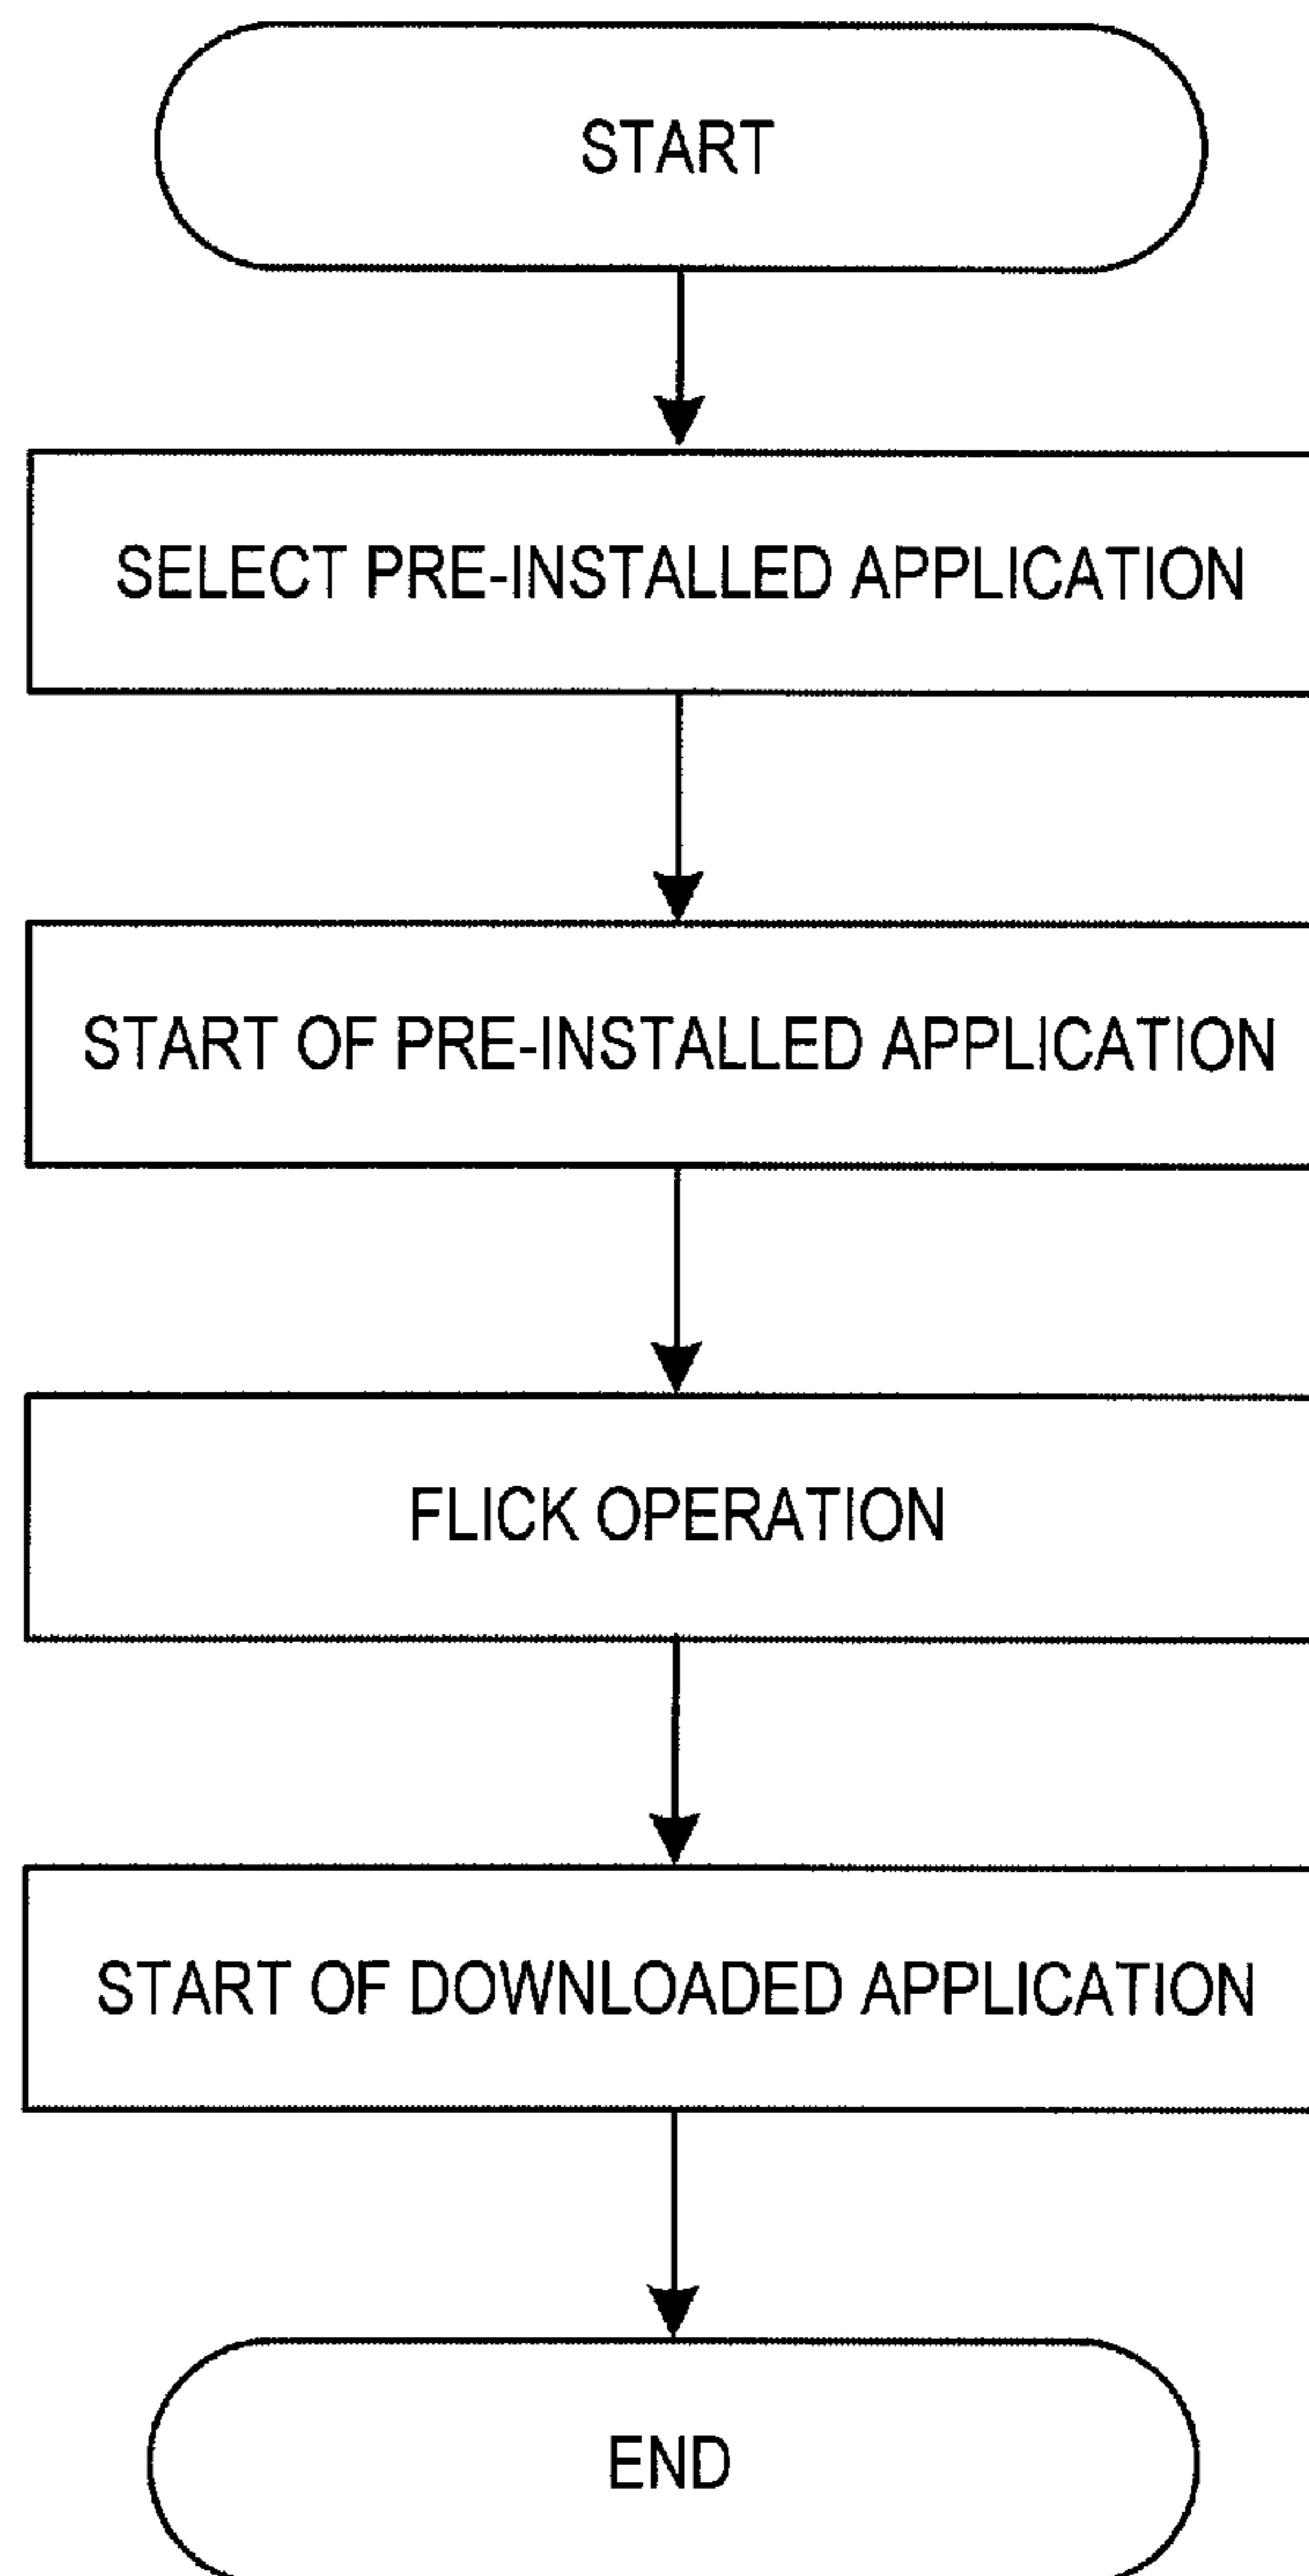 START
SELECT PRE-INSTALLED APPLICATION
START OF PRE-INSTALLED APPLICATION
FLICK OPERATION
START OF DOWNLOADED APPLICATION
END